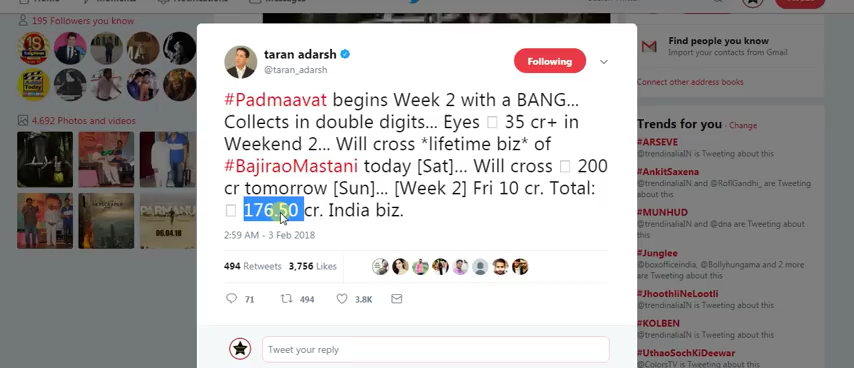 195 Followers you know
4,692 Photos and videos
taran adarsh
@taran_adarsh
Following
#Padmaavat begins Week 2 with a BANG...
Collects in double digits... Eyes 35 cr+ in
Weekend 2... Will cross *lifetime biz* of
#BajiraoMastani today [Sat]... Will cross 200
cr tomorrow [Sun]... [Week 2] Fri 10 cr. Total:
176.50 cr. India biz.
2:59 AM - 3 Feb 2018
494 Retweets 3,756 Likes
71 494 3.8K
Tweet your reply
Find people you know
Import your contacts from Gmail
Connect other address books
Trends for you · Change
#ARSEVE
@trendinaliaIN is Tweeting about this
#AnkitSaxena
@trendinaliaIN and @RoflGandhi_ are
Tweeting about this
#MUNHUD
@trendinaliaIN and @dna are Tweeting
about this
#Junglee
@boxofficeindia, @Bollyhungama and 2 more
are Tweeting about this
#JhoothliNeLootli
@trendinaliaIN is Tweeting about this
#KOLBEN
@trendinaliaIN is Tweeting about this
#UthaoSochKiDeewar
@ColorsTV is Tweeting about this